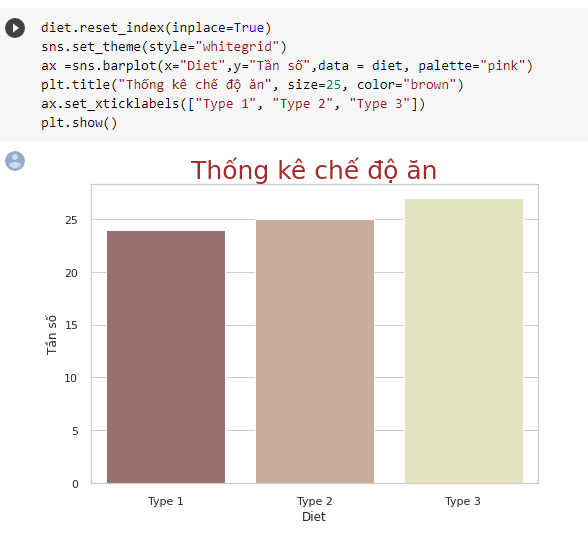 diet.reset_index(inplace=True)
sns.set_theme(style="whitegrid")
ax =sns.barplot(x="Diet",y="Tần số",data = diet, palette="pink")
plt.title("Thống kê chế độ ăn", size=25, color="brown")
ax.set_xticklabels(["Type 1", "Type 2", "Type 3"])
plt.show()
Thống kê chế độ ăn
25
20
15
10
5
0
Tần số
Type 1 Type 2 Type 3
Diet